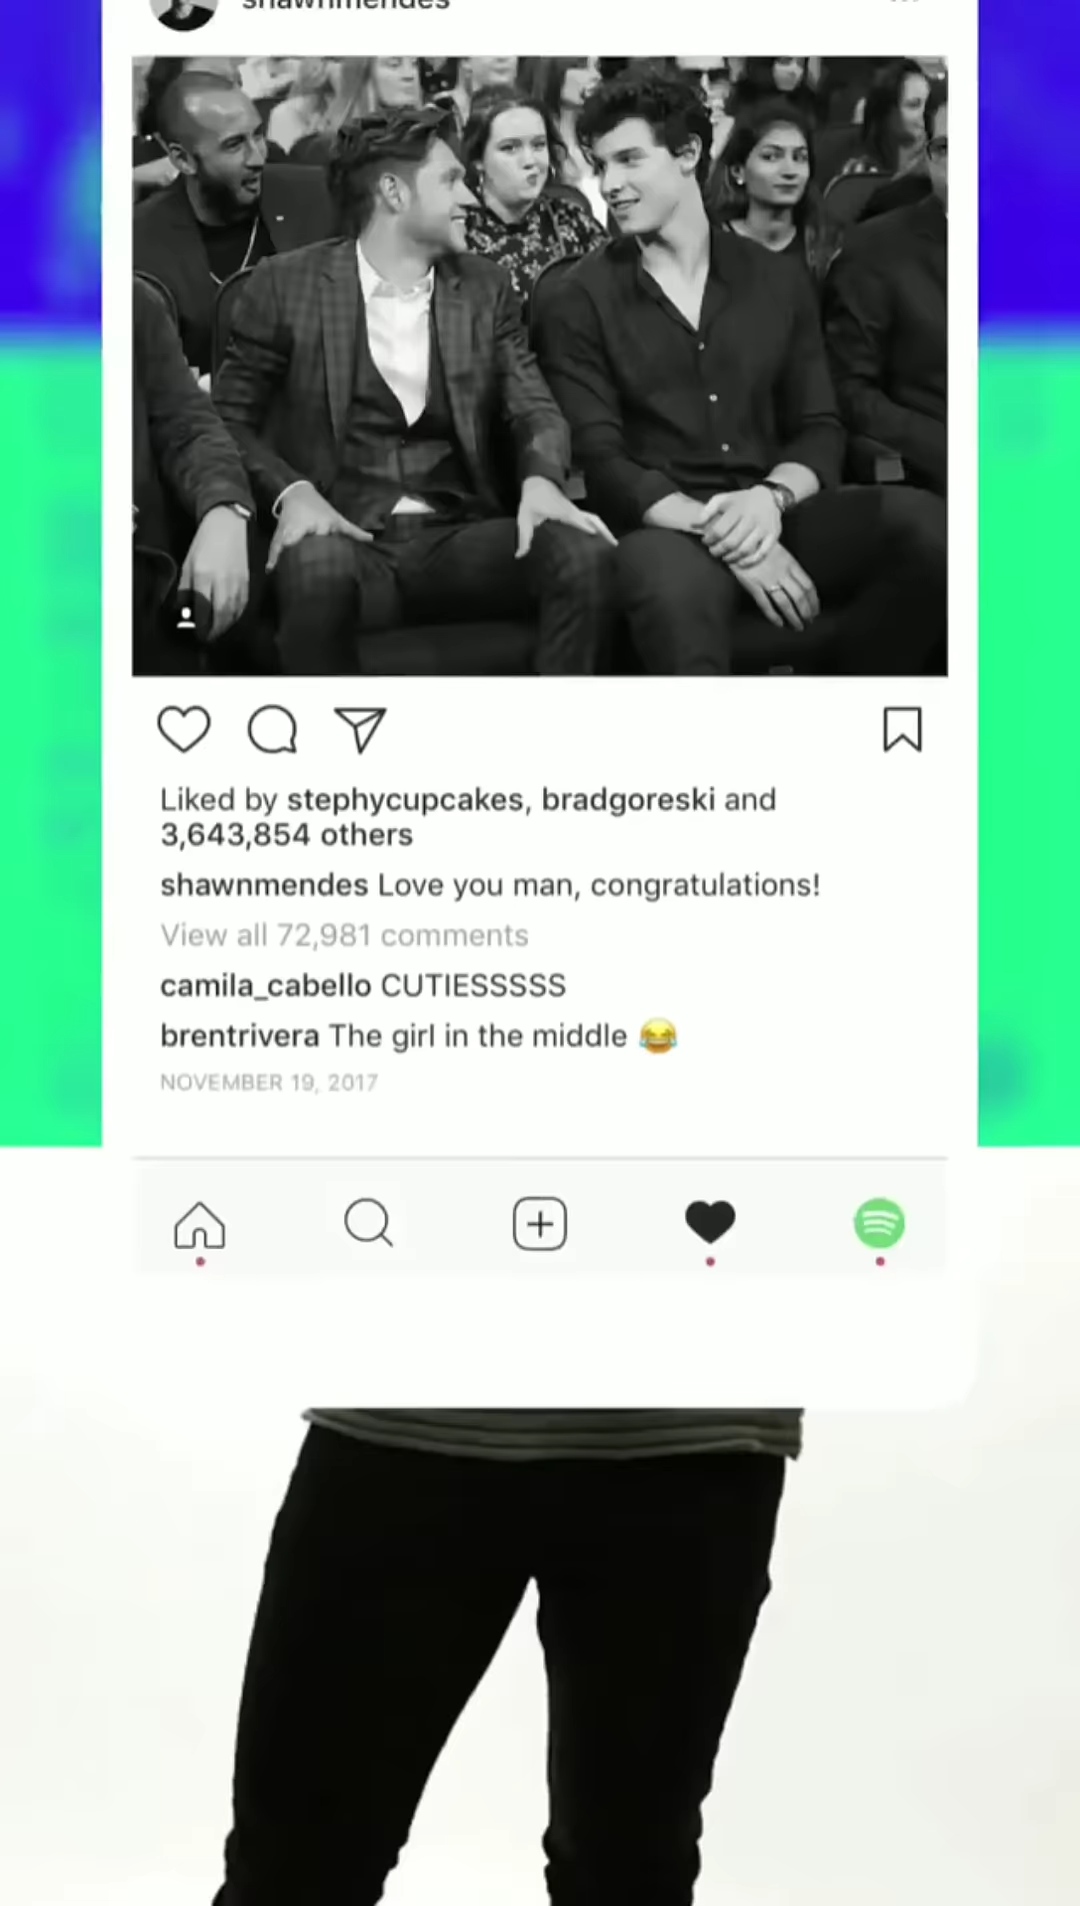 shawnmendes
Liked by stephycupcakes, bradgoreski and
3,643,854 others
shawnmendes Love you man, congratulations!
View all 72,981 comments
camila_cabello CUTIESSSSS
brentrivera The girl in the middle 😂
NOVEMBER 19, 2017